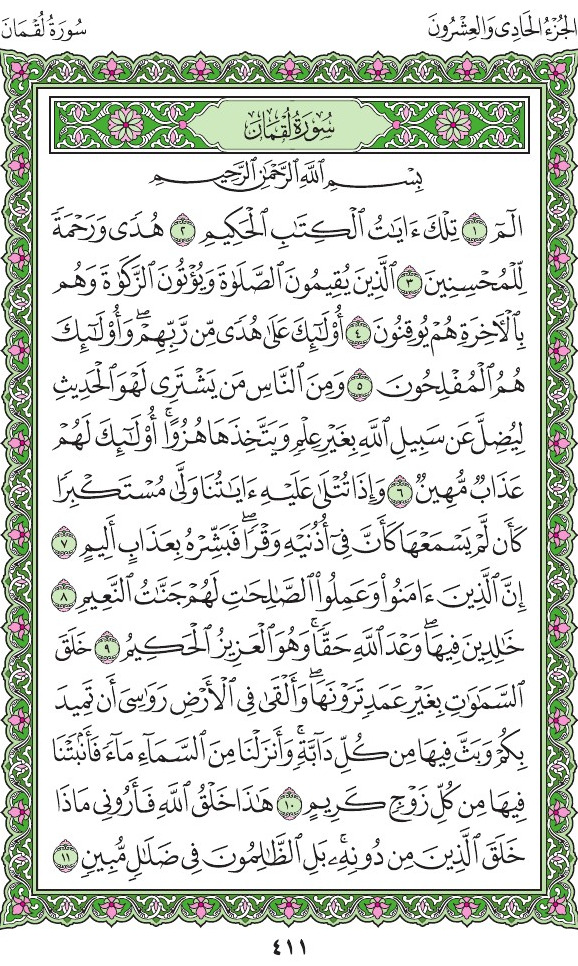 الجُزْءُ الحَادِى وَالعِشْرُونَ
سُورَةُ لُقْمَانَ
سُورَةُ لُقْمَانَ
بِسْمِ ٱللَّهِ ٱلرَّحْمَٰنِ ٱلرَّحِيمِ
الٓمٓ ١ تِلْكَ ءَايَٰتُ ٱلْكِتَٰبِ ٱلْحَكِيمِ ٢ هُدًى وَرَحْمَةً
لِّلْمُحْسِنِينَ ٣ ٱلَّذِينَ يُقِيمُونَ ٱلصَّلَوٰةَ وَيُؤْتُونَ ٱلزَّكَوٰةَ وَهُم
بِٱلْأَخِرَةِ هُمْ يُوقِنُونَ ٤ أُوْلَٰٓئِكَ عَلَىٰ هُدًى مِّن رَّبِّهِمْۖ وَأُوْلَٰٓئِكَ
هُمُ ٱلْمُفْلِحُونَ ٥ وَمِنَ ٱلنَّاسِ مَن يَشْتَرِى لَهْوَ ٱلْحَدِيثِ
لِيُضِلَّ عَن سَبِيلِ ٱللَّهِ بِغَيْرِ عِلْمٍ وَيَتَّخِذَهَا هُزُوًاۚ أُوْلَٰٓئِكَ لَهُمْ
عَذَابٌ مُّهِينٌ ٦ وَإِذَا تُتْلَىٰ عَلَيْهِ ءَايَٰتُنَا وَلَّىٰ مُسْتَكْبِرًا
كَأَن لَّمْ يَسْمَعْهَا كَأَنَّ فِىٓ أُذُنَيْهِ وَقْرًاۖ فَبَشِّرْهُ بِعَذَابٍ أَلِيمٍ ٧
إِنَّ ٱلَّذِينَ ءَامَنُوا۟ وَعَمِلُوا۟ ٱلصَّٰلِحَٰتِ لَهُمْ جَنَّٰتُ ٱلنَّعِيمِ ٨
خَٰلِدِينَ فِيهَاۖ وَعْدَ ٱللَّهِ حَقًّاۚ وَهُوَ ٱلْعَزِيزُ ٱلْحَكِيمُ ٩ خَلَقَ
ٱلسَّمَٰوَٰتِ بِغَيْرِ عَمَدٍ تَرَوْنَهَاۖ وَأَلْقَىٰ فِى ٱلْأَرْضِ رَوَٰسِىَ أَن تَمِيدَ
بِكُمْ وَبَثَّ فِيهَا مِن كُلِّ دَآبَّةٍۚ وَأَنزَلْنَا مِنَ ٱلسَّمَآءِ مَآءً فَأَنۢبَتْنَا
فِيهَا مِن كُلِّ زَوْجٍ كَرِيمٍ ١٠ هَٰذَا خَلْقُ ٱللَّهِ فَأَرُونِى مَاذَا
خَلَقَ ٱلَّذِينَ مِن دُونِهِۦۚ بَلِ ٱلظَّٰلِمُونَ فِى ضَلَٰلٍ مُّبِينٍ ١١
٤١١